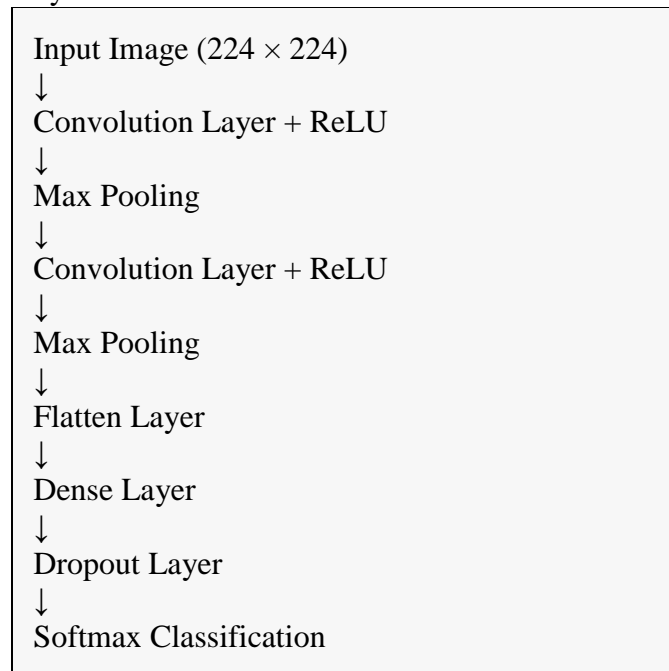 Input Image (224 × 224)
↓
Convolution Layer + ReLU
↓
Max Pooling
↓
Convolution Layer + ReLU
↓
Max Pooling
↓
Flatten Layer
↓
Dense Layer
↓
Dropout Layer
↓
Softmax Classification